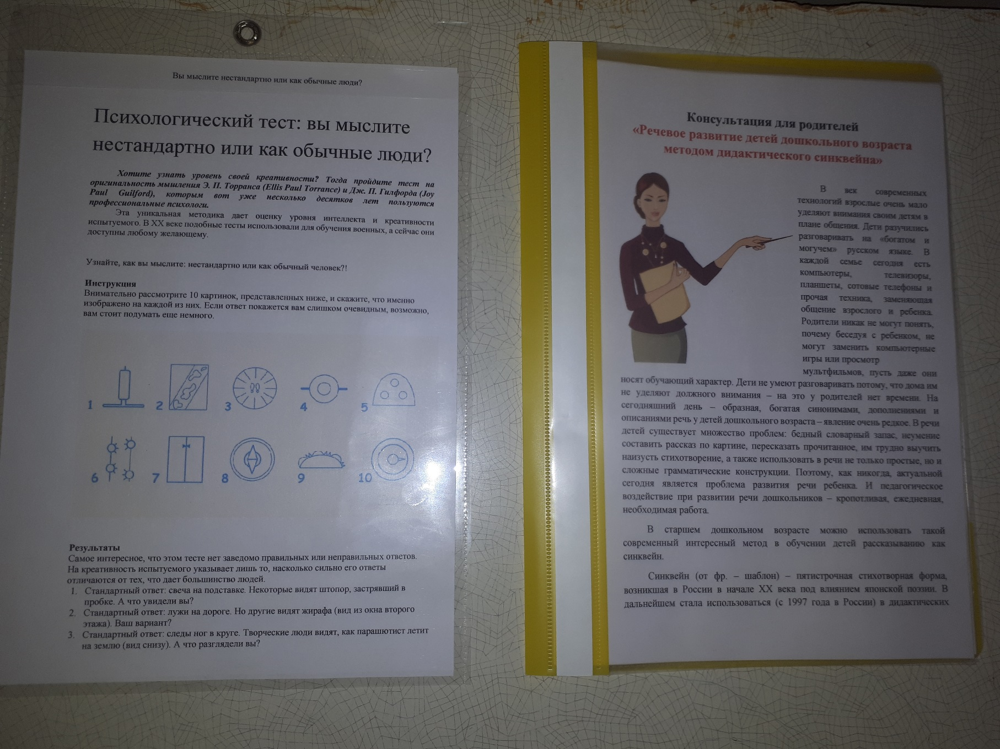 Вы мыслите нестандартно или как обычные люди?
Психологический тест: вы мыслите
нестандартно или как обычные люди?
Хотите узнать уровень своей креативности? Тогда пройдите тест на
оригинальность мышления Э. П. Торранса (Ellis Paul Torrance) и Дж. П. Гилфорда (Joy
Paul Guilford), которым вот уже несколько десятков лет пользуются
профессиональные психологи.
Эта уникальная методика дает оценку уровня интеллекта и креативности
испытуемого. В XX веке подобные тесты использовали для обучения военных, а сейчас они
доступны любому желающему.
Узнайте, как вы мыслите: нестандартно или как обычный человек?!
Инструкция
Внимательно рассмотрите 10 картинок, представленных ниже, и скажите, что именно
изображено на каждой из них. Если ответ покажется вам слишком очевидным, возможно,
вам стоит подумать еще немного.
1 2 3 4 5
6 7 8 9 10
Результаты
Самое интересное, что этом тесте нет заведомо правильных или неправильных ответов.
На креативность испытуемого указывает лишь то, насколько сильно его ответы
отличаются от тех, что дает большинство людей.
1. Стандартный ответ: свеча на подставке. Некоторые видят штопор, застрявший в
пробке. А что увидели вы?
2. Стандартный ответ: лужи на дороге. Но другие видят жирафа (вид из окна второго
этажа). Ваш вариант?
3. Стандартный ответ: следы ног в круге. Творческие люди видят, как парашютист летит
на землю (вид снизу). А что разглядели вы?
Консультация для родителей
«Речевое развитие детей дошкольного возраста
методом дидактического синквейна»
В век современных
технологий взрослые очень мало
уделяют внимания своим детям в
плане общения. Дети разучились
разговаривать на «богатом и
могучем» русском языке. В
каждой семье сегодня есть
компьютеры, телевизоры,
планшеты, сотовые телефоны и
прочая техника, заменяющая
общение взрослого и ребенка.
Родители никак не могут понять,
почему беседуя с ребенком, не
могут заменить компьютерные
игры или просмотр
мультфильмов, пусть даже они
носят обучающий характер. Дети не умеют разговаривать потому, что дома им
не уделяют должного внимания – на это у родителей нет времени. На
сегодняшний день – образная, богатая синонимами, дополнениями и
описаниями речь у детей дошкольного возраста – явление очень редкое. В речи
детей существует множество проблем: бедный словарный запас, неумение
составить рассказ по картине, пересказать прочитанное, им трудно выучить
наизусть стихотворение, а также использовать в речи не только простые, но и
сложные грамматические конструкции. Поэтому, как никогда, актуальной
сегодня является проблема развития речи ребенка. И педагогическое
воздействие при развитии речи дошкольников – кропотливая, ежедневная,
необходимая работа.
В старшем дошкольном возрасте можно использовать такой
современный интересный метод в обучении детей рассказыванию как
синквейн.
Синквейн (от фр. – шаблон) – пятистрочная стихотворная форма,
возникшая в России в начале XX века под влиянием японской поэзии. В
дальнейшем стала использоваться (с 1997 года в России) в дидактических